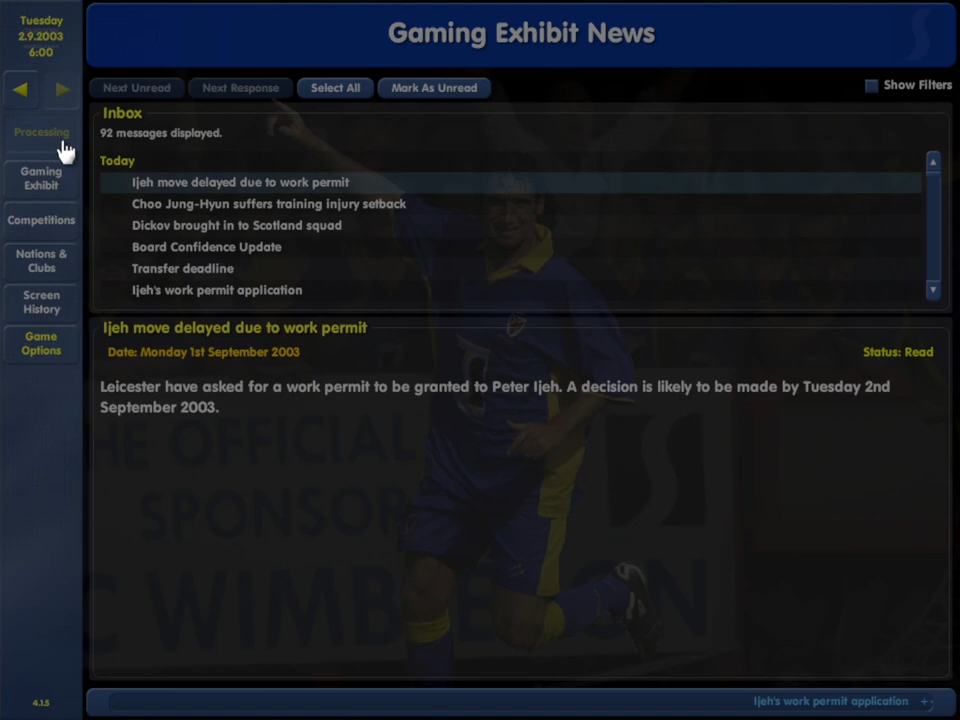 Tuesday
2.9.2003
6:00
Processing
Gaming
Exhibit
Competitions
Nations &
Clubs
Screen
History
Game
Options
4.1.5
Gaming Exhibit News
Next Unread
Next Response
Select All
Mark As Unread
Show Filters
Inbox
92 messages displayed.
Today
Ijeh move delayed due to work permit
Choo Jung-Hyun suffers training injury setback
Dickov brought in to Scotland squad
Board Confidence Update
Transfer deadline
Ijeh's work permit application
Ijeh move delayed due to work permit
Date: Monday 1st September 2003
Status: Read
Leicester have asked for a work permit to be granted to Peter Ijeh. A decision is likely to be made by Tuesday 2nd
September 2003.
HE OFFICIAL
SPONSOR
C WIMB
ON
Ijeh's work permit application